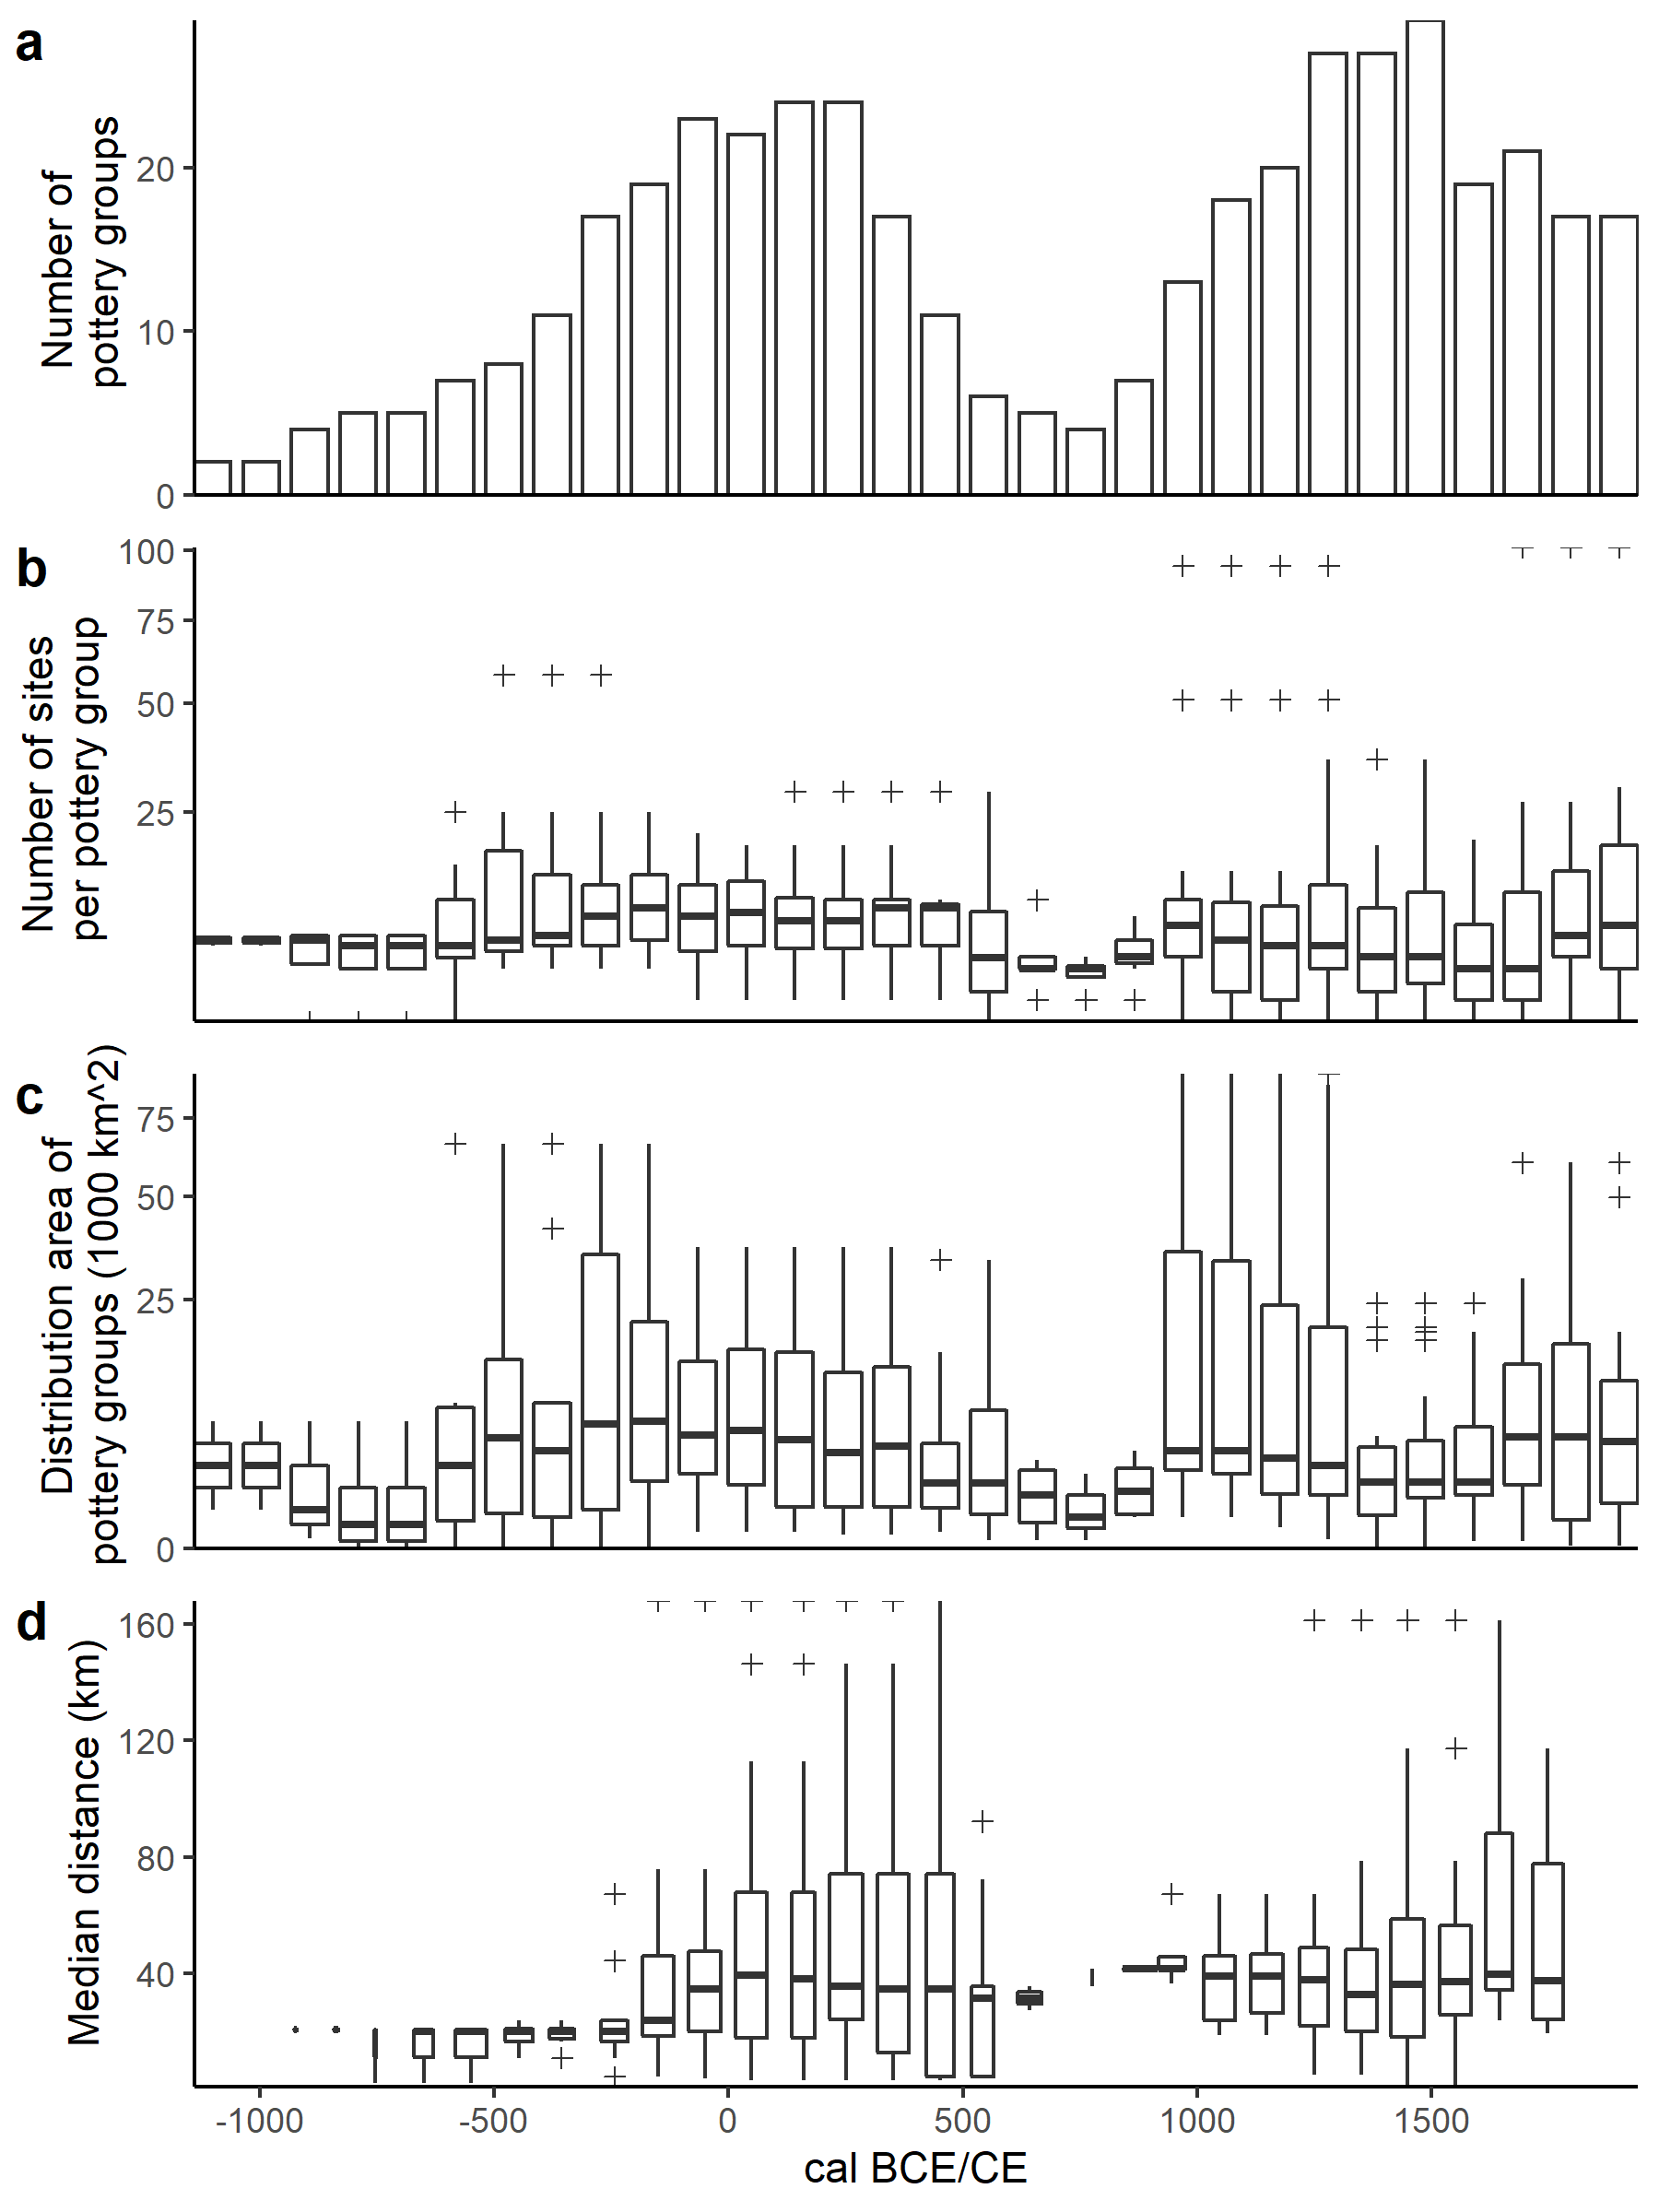 a
Number of
pottery groups
20
10
0
b
Number of sites
per pottery group
100
75
50
25
c
Distribution area of
pottery groups (1000 km^2)
75
50
25
0
d
Median distance (km)
160
120
80
40
-1000
-500
0
500
1000
1500
cal BCE/CE